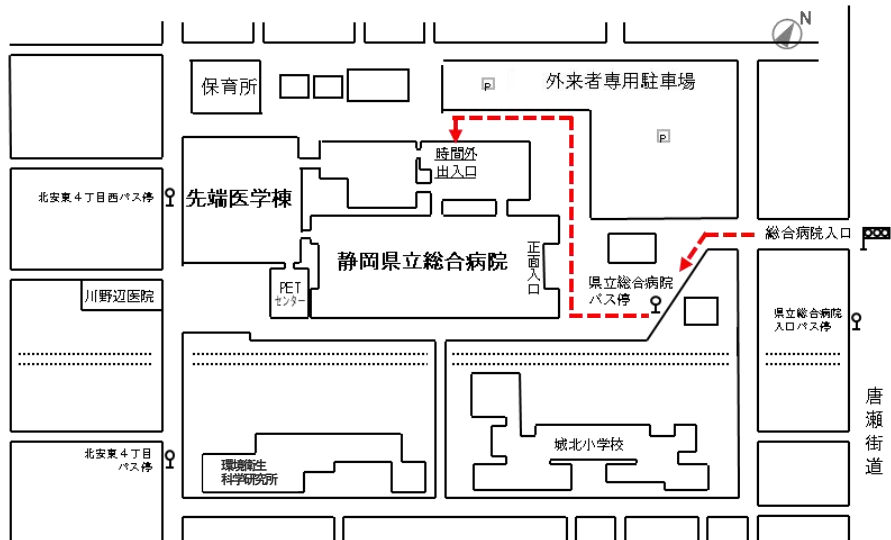 N
保育所
P
外来者専用駐車場
P
時間外
出入口
北安東4丁目西バス停
先端医学棟
静岡県立総合病院
正面入口
総合病院入口
県立総合病院
バス停
PET
センター
川野辺医院
県立総合病院
入口バス停
唐瀬街道
城北小学校
北安東4丁目
バス停
環境衛生
科学研究所